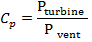 C_p = P_turbine / P_vent